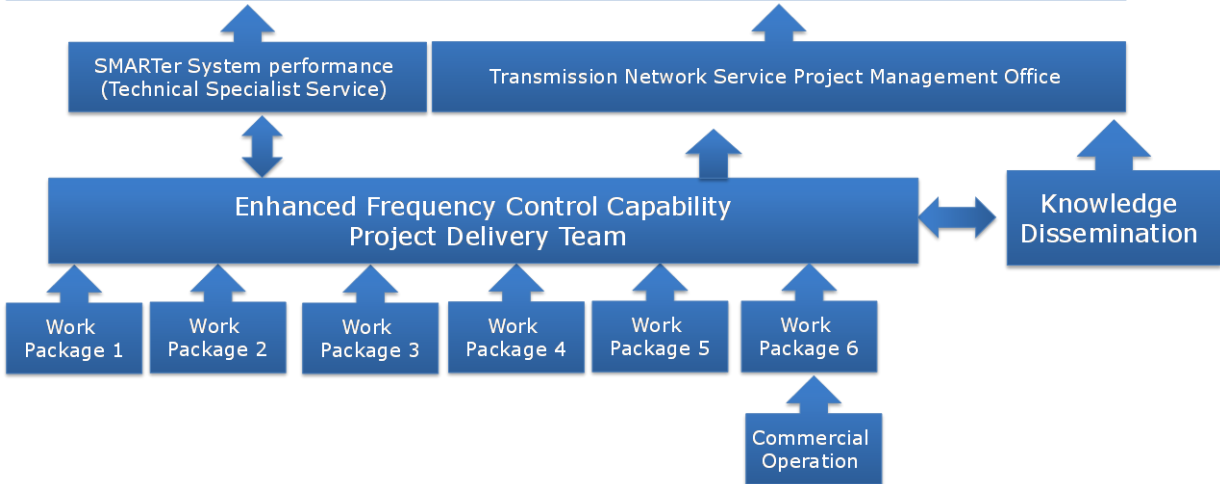 SMARTer System performance
(Technical Specialist Service)
Transmission Network Service Project Management Office
Enhanced Frequency Control Capability
Project Delivery Team
Knowledge
Dissemination
Work
Package 1
Work
Package 2
Work
Package 3
Work
Package 4
Work
Package 5
Work
Package 6
Commercial
Operation